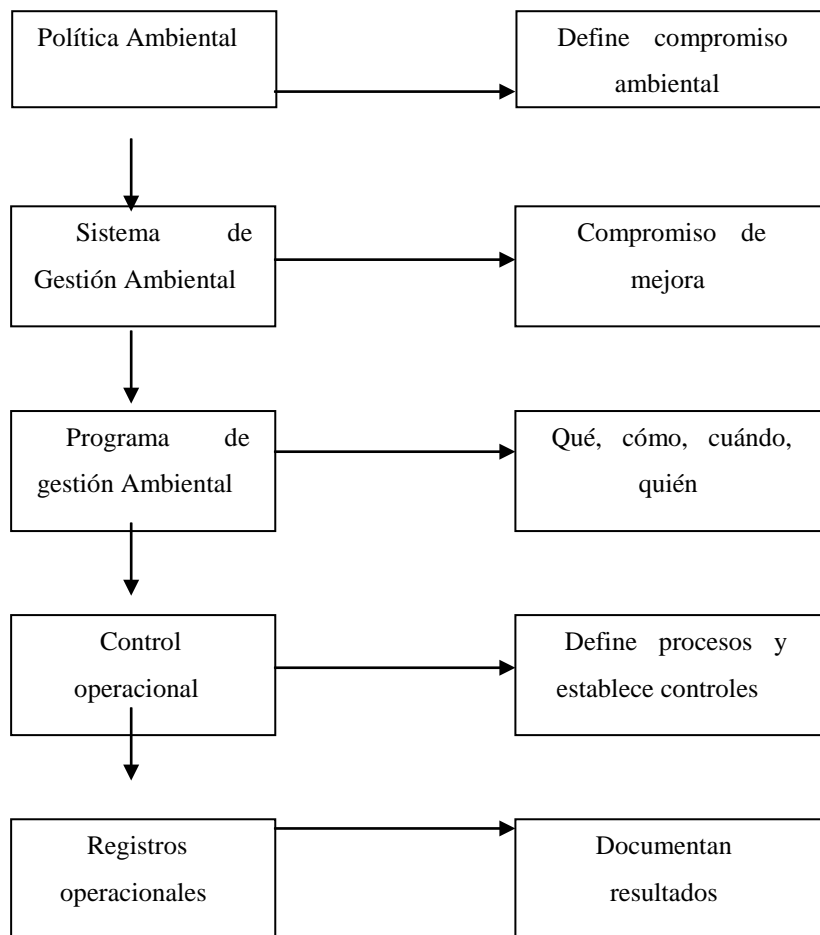 Política Ambiental
Define compromiso
ambiental
Sistema de
Gestión Ambiental
Compromiso de
mejora
Programa de
gestión Ambiental
Qué, cómo, cuándo,
quién
Control
operacional
Define procesos y
establece controles
Registros
operacionales
Documentan
resultados